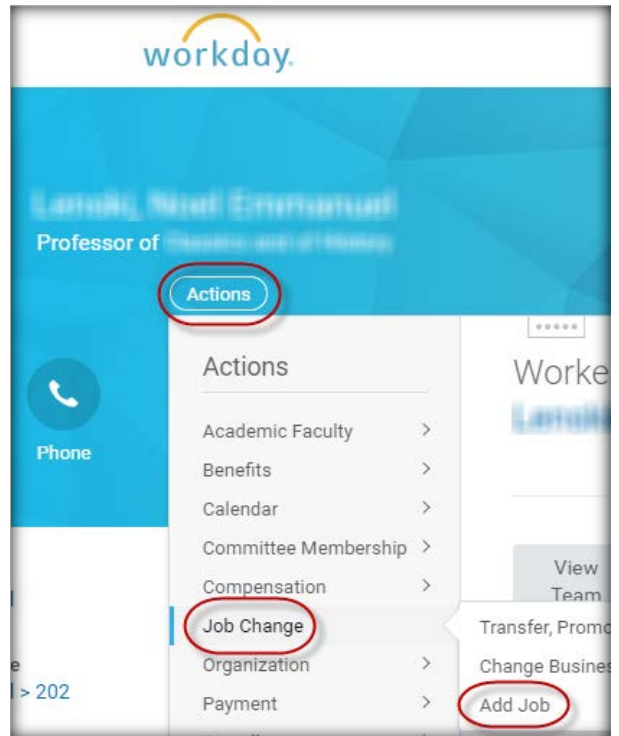 workday.
Professor of
Actions
Actions
Worke
Phone
Academic Faculty
Benefits
Calendar
Committee Membership
Compensation
View
Team
Job Change
Transfer, Promo
Organization
Change Busines
> 202
Payment
Add Job